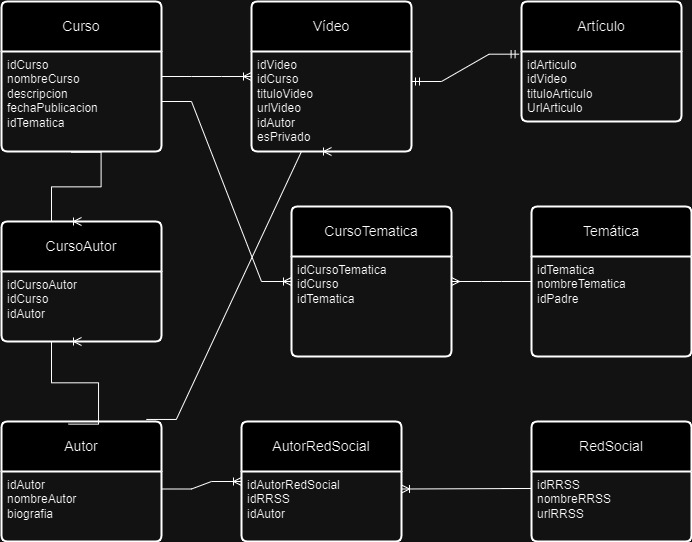 Curso
idCurso
nombreCurso
descripcion
fechaPublicacion
idTematica
Vídeo
idVideo
idCurso
tituloVideo
urlVideo
idAutor
esPrivado
Artículo
idArticulo
idVideo
tituloArticulo
UrlArticulo
CursoAutor
idCursoAutor
idCurso
idAutor
CursoTematica
idCursoTematica
idCurso
idTematica
Temática
idTematica
nombreTematica
idPadre
Autor
idAutor
nombreAutor
biografia
AutorRedSocial
idAutorRedSocial
idRRSS
idAutor
RedSocial
idRRSS
nombreRRSS
urlRRSS